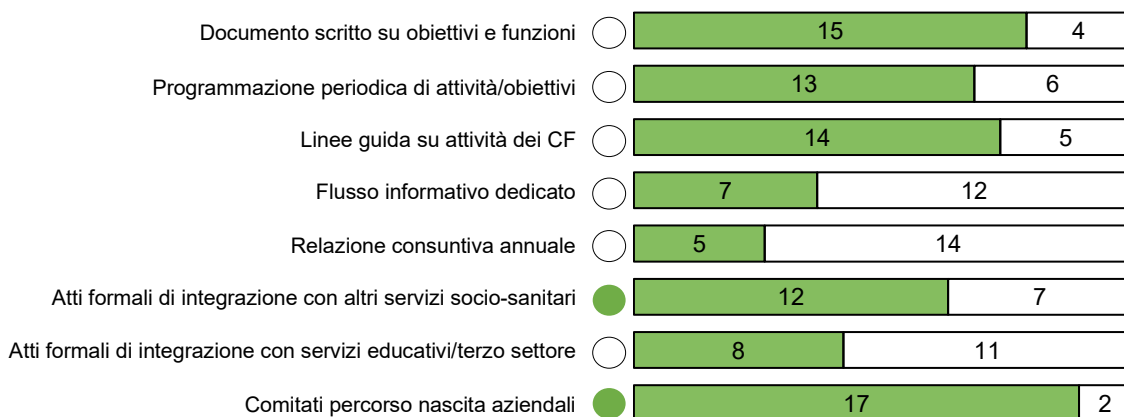 Documento scritto su obiettivi e funzioni 15 4
Programmazione periodica di attività/obiettivi 13 6
Linee guida su attività dei CF 14 5
Flusso informativo dedicato 7 12
Relazione consuntiva annuale 5 14
Atti formali di integrazione con altri servizi socio-sanitari 12 7
Atti formali di integrazione con servizi educativi/terzo settore 8 11
Comitati percorso nascita aziendali 17 2